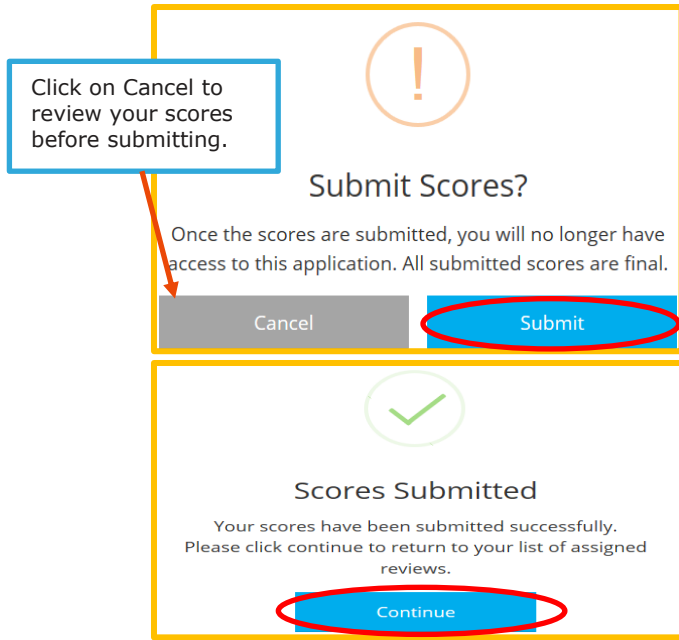 Click on Cancel to
review your scores
before submitting.
!
Submit Scores?
Once the scores are submitted, you will no longer have
access to this application. All submitted scores are final.
Cancel
Submit
Scores Submitted
Your scores have been submitted successfully.
Please click continue to return to your list of assigned
reviews.
Continue